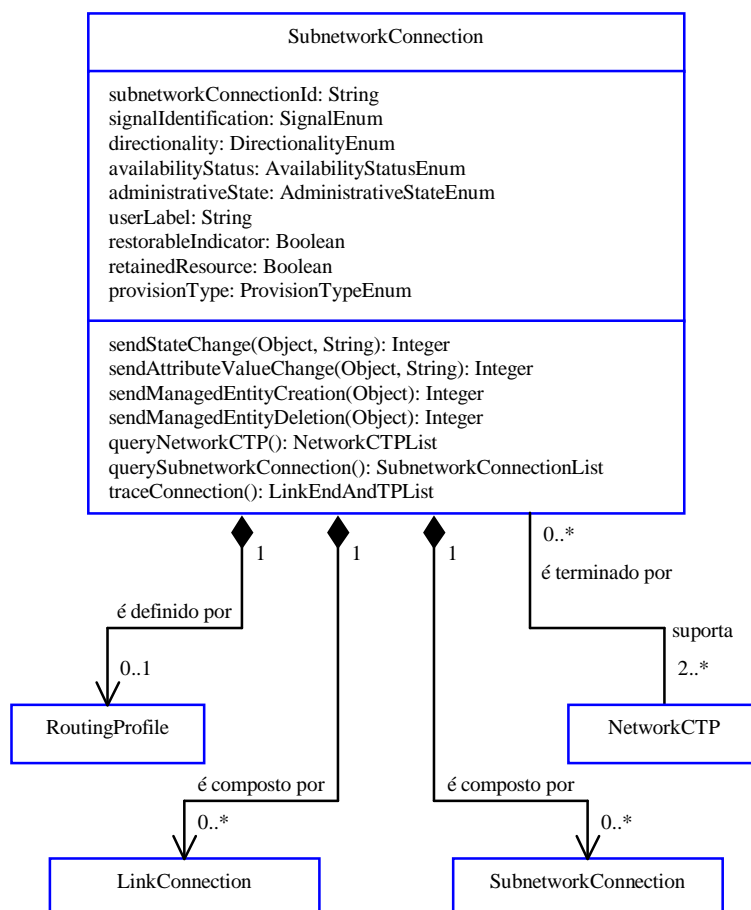 SubnetworkConnection
subnetworkConnectionId: String
signalIdentification: SignalEnum
directionality: DirectionalityEnum
availabilityStatus: AvailabilityStatusEnum
administrativeState: AdministrativeStateEnum
userLabel: String
restorableIndicator: Boolean
retainedResource: Boolean
provisionType: ProvisionTypeEnum
sendStateChange(Object, String): Integer
sendAttributeValueChange(Object, String): Integer
sendManagedEntityCreation(Object): Integer
sendManagedEntityDeletion(Object): Integer
queryNetworkCTP(): NetworkCTPList
querySubnetworkConnection(): SubnetworkConnectionList
traceConnection(): LinkEndAndTPList
1
1
1
0..*
é terminado por
é definido por
suporta
0..1
2..*
RoutingProfile
NetworkCTP
é composto por
é composto por
0..*
0..*
LinkConnection
SubnetworkConnection